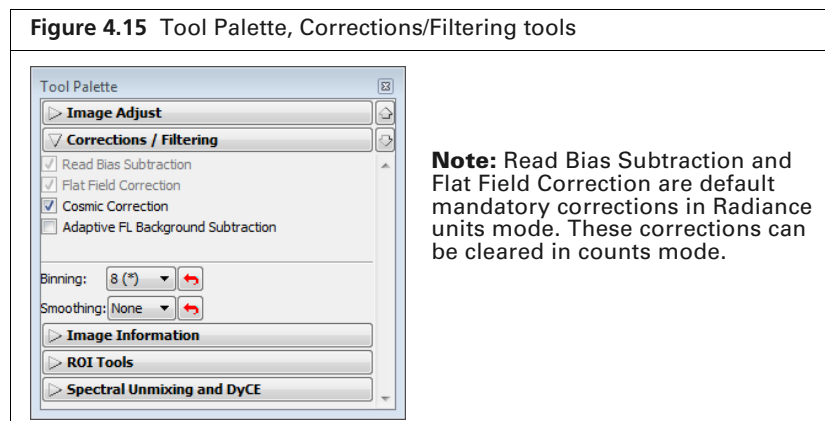 Figure 4.15 Tool Palette, Corrections/Filtering tools
Tool Palette
Image Adjust
Corrections / Filtering
Read Bias Subtraction
Flat Field Correction
Cosmic Correction
Adaptive FL Background Subtraction
Binning: 8 (*)
Smoothing: None
Image Information
ROI Tools
Spectral Unmixing and DyCE
Note: Read Bias Subtraction and
Flat Field Correction are default
mandatory corrections in Radiance
units mode. These corrections can
be cleared in counts mode.